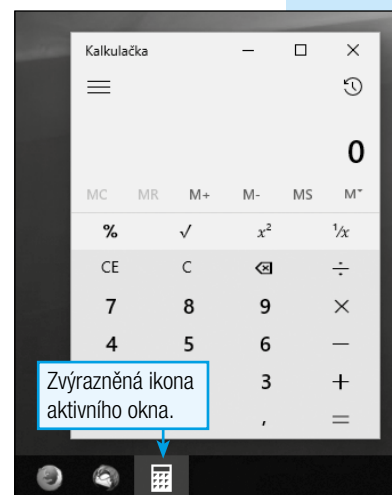 Kalkulačka
0
MC MR M+ M- MS M˅
% √ x² ¹/x
CE C ⌫ ÷
7 8 9 ×
4 5 6 —
Zvýrazněná ikona
aktivního okna.
3 +
, =